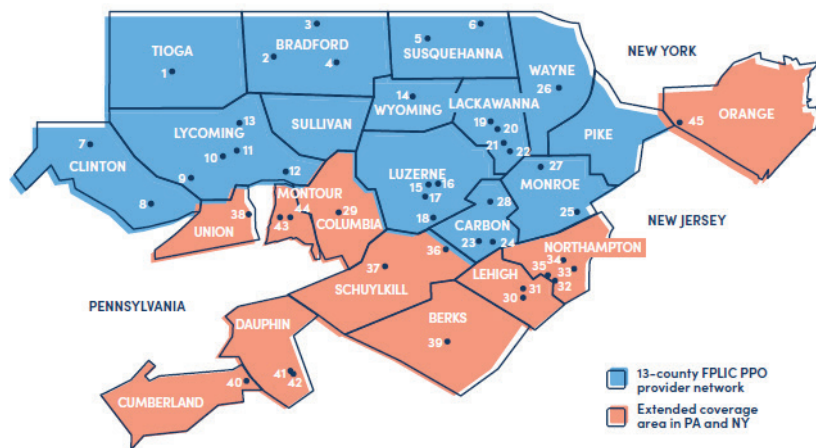 3
6
TIOGA
BRADFORD
5
SUSQUEHANNA
NEW YORK
2
4
1
WAYNE
14
26
WYOMING
LACKAWANNA
ORANGE
13
19
20
45
LYCOMING
SULLIVAN
7
21
22
PIKE
10
11
CLINTON
9
12
LUZERNE
27
15
16
MONROE
MONTOUR
17
28
8
38
44
29
43
COLUMBIA
18
25
NEW JERSEY
UNION
CARBON
23
24
NORTHAMPTON
36
34
37
LEHIGH
35
33
SCHUYLKILL
31
32
30
PENNSYLVANIA
DAUPHIN
BERKS
39
41
42
40
CUMBERLAND
13-county FPLIC PPO
provider network
Extended coverage
area in PA and NY